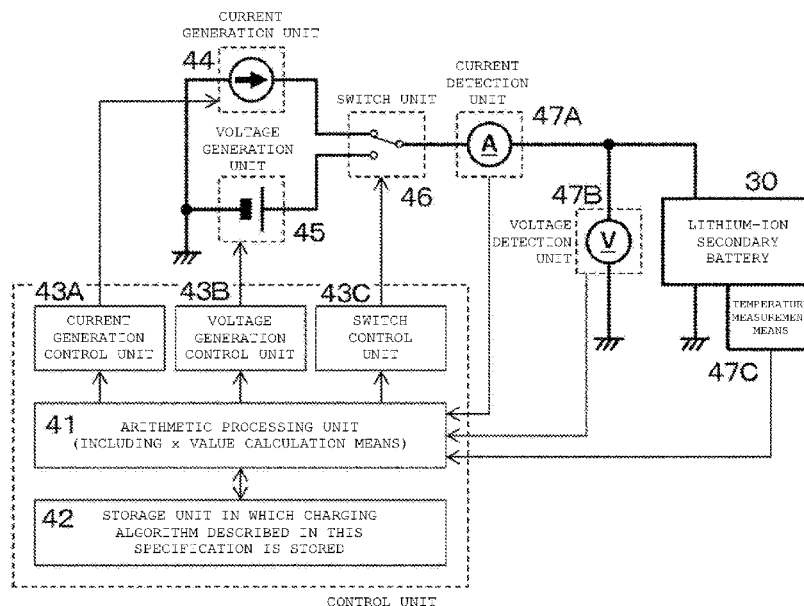 CURRENT
GENERATION UNIT
44
VOLTAGE
GENERATION
UNIT
45
SWITCH UNIT
46
CURRENT
DETECTION
UNIT
47A
A
47B
VOLTAGE
DETECTION
UNIT
V
30
LITHIUM-ION
SECONDARY
BATTERY
TEMPERATURE
MEASUREMENT
MEANS
47C
43A
CURRENT
GENERATION
CONTROL UNIT
43B
VOLTAGE
GENERATION
CONTROL UNIT
43C
SWITCH
CONTROL
UNIT
41
ARITHMETIC PROCESSING UNIT
(INCLUDING x VALUE CALCULATION MEANS)
42
STORAGE UNIT IN WHICH CHARGING
ALGORITHM DESCRIBED IN THIS
SPECIFICATION IS STORED
CONTROL UNIT